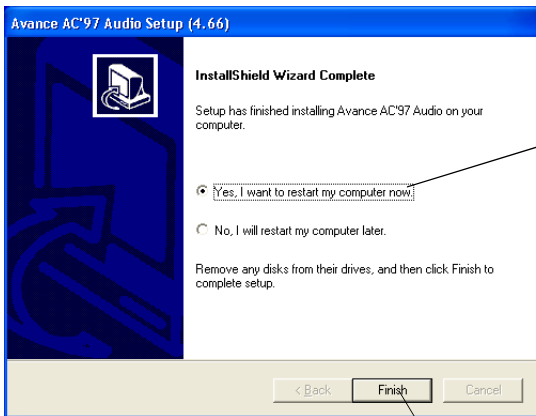 Avance AC'97 Audio Setup (4.66)
InstallShield Wizard Complete
Setup has finished installing Avance AC'97 Audio on your
computer.
Yes, I want to restart my computer now.
No, I will restart my computer later.
Remove any disks from their drives, and then click Finish to
complete setup.
< Back
Finish
Cancel